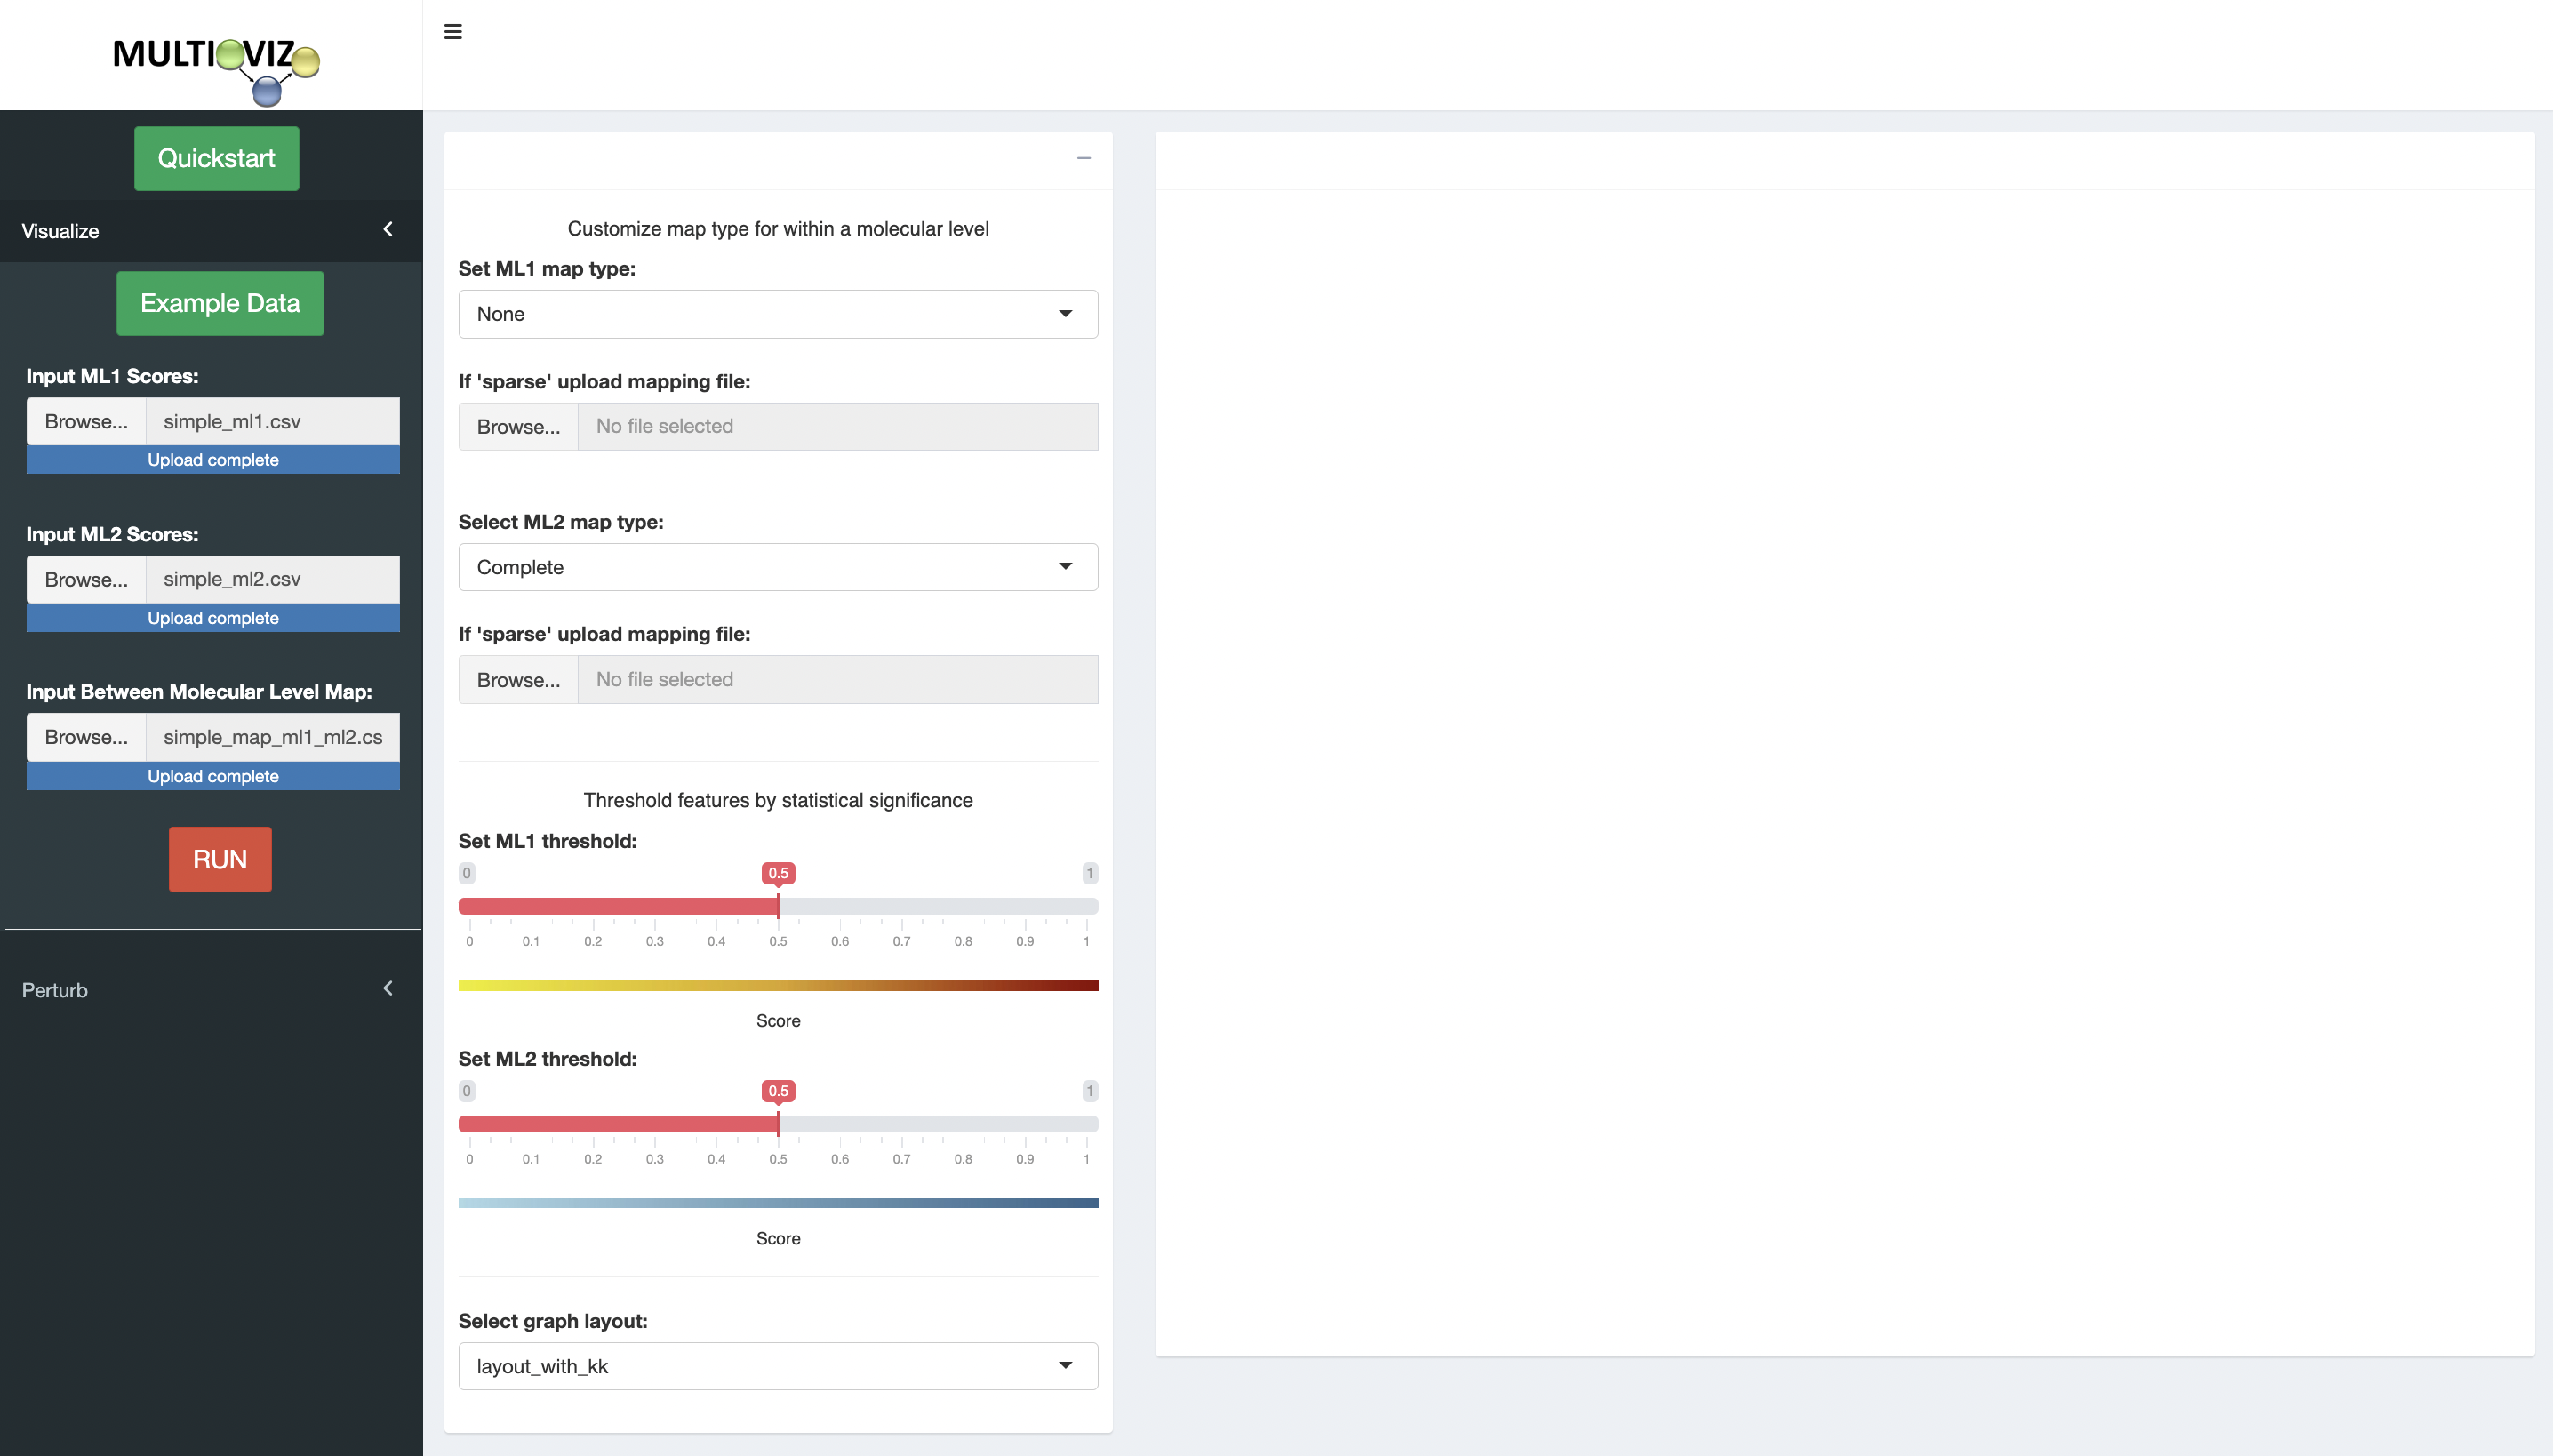 MULTIOVIZ
Quickstart
Visualize
Example Data
Input ML1 Scores:
Browse... simple_ml1.csv
Upload complete
Input ML2 Scores:
Browse... simple_ml2.csv
Upload complete
Input Between Molecular Level Map:
Browse... simple_map_ml1_ml2.cs
Upload complete
RUN
Perturb
Customize map type for within a molecular level
Set ML1 map type:
None
If 'sparse' upload mapping file:
Browse... No file selected
Select ML2 map type:
Complete
If 'sparse' upload mapping file:
Browse... No file selected
Threshold features by statistical significance
Set ML1 threshold:
0 0.5 1
0 0.1 0.2 0.3 0.4 0.5 0.6 0.7 0.8 0.9 1
Score
Set ML2 threshold:
0 0.5 1
0 0.1 0.2 0.3 0.4 0.5 0.6 0.7 0.8 0.9 1
Score
Select graph layout:
layout_with_kk